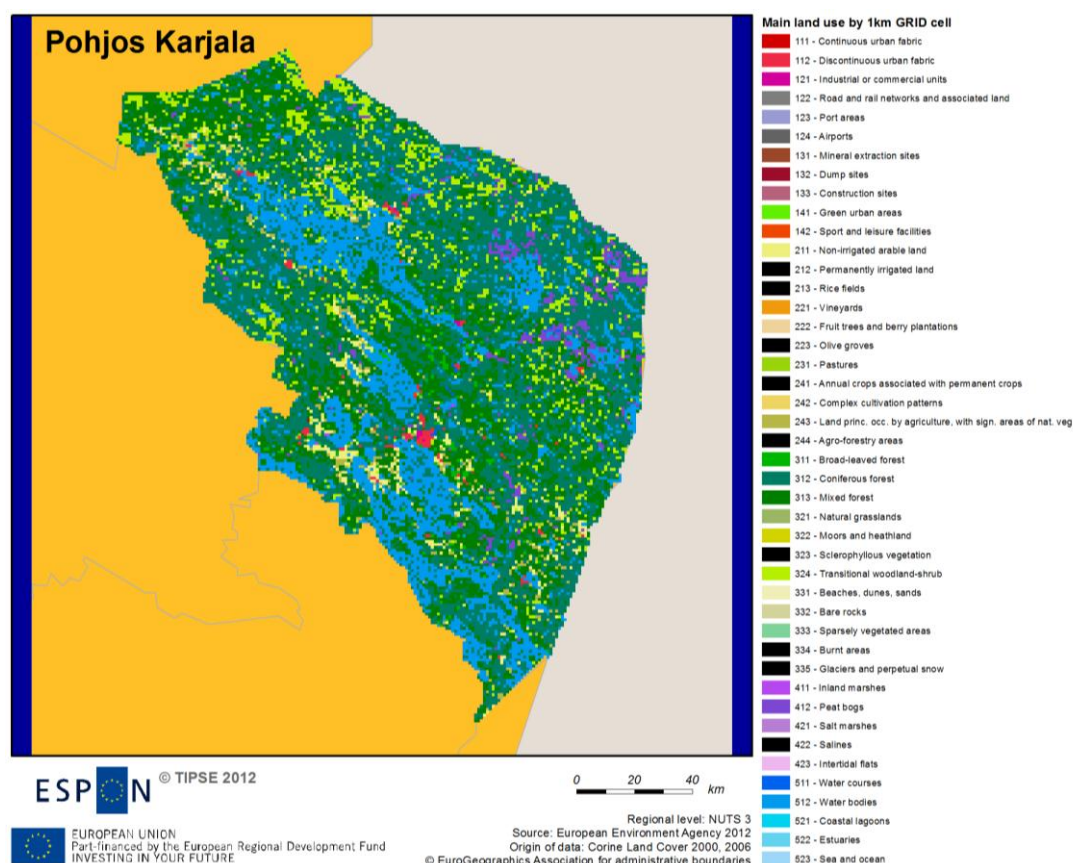 Pohjos Karjala
Main land use by 1km GRID cell
111 - Continuous urban fabric
112 - Discontinuous urban fabric
121 - Industrial or commercial units
122 - Road and rail networks and associated land
123 - Port areas
124 - Airports
131 - Mineral extraction sites
132 - Dump sites
133 - Construction sites
141 - Green urban areas
142 - Sport and leisure facilities
211 - Non-irrigated arable land
212 - Permanently irrigated land
213 - Rice fields
221 - Vineyards
222 - Fruit trees and berry plantations
223 - Olive groves
231 - Pastures
241 - Annual crops associated with permanent crops
242 - Complex cultivation patterns
243 - Land princ. occ. by agriculture, with sign. areas of nat. veg
244 - Agro-forestry areas
311 - Broad-leaved forest
312 - Coniferous forest
313 - Mixed forest
321 - Natural grasslands
322 - Moors and heathland
323 - Sclerophyllous vegetation
324 - Transitional woodland-shrub
331 - Beaches, dunes, sands
332 - Bare rocks
333 - Sparsely vegetated areas
334 - Burnt areas
335 - Glaciers and perpetual snow
411 - Inland marshes
412 - Peat bogs
421 - Salt marshes
422 - Salines
423 - Intertidal flats
511 - Water courses
512 - Water bodies
521 - Coastal lagoons
522 - Estuaries
523 - Sea and ocean
ESPON © TIPSE 2012
0 20 40
km
EUROPEAN UNION
Part-financed by the European Regional Development Fund
INVESTING IN YOUR FUTURE
Regional level: NUTS 3
Source: European Environment Agency 2012
Origin of data: Corine Land Cover 2000, 2006
© EuroGeographics Association for administrative boundaries